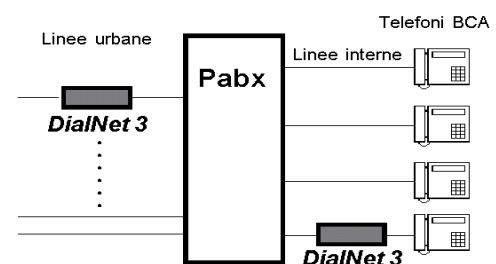 Telefoni BCA
Linee urbane
Linee interne
Pabx
DialNet 3
DialNet 3